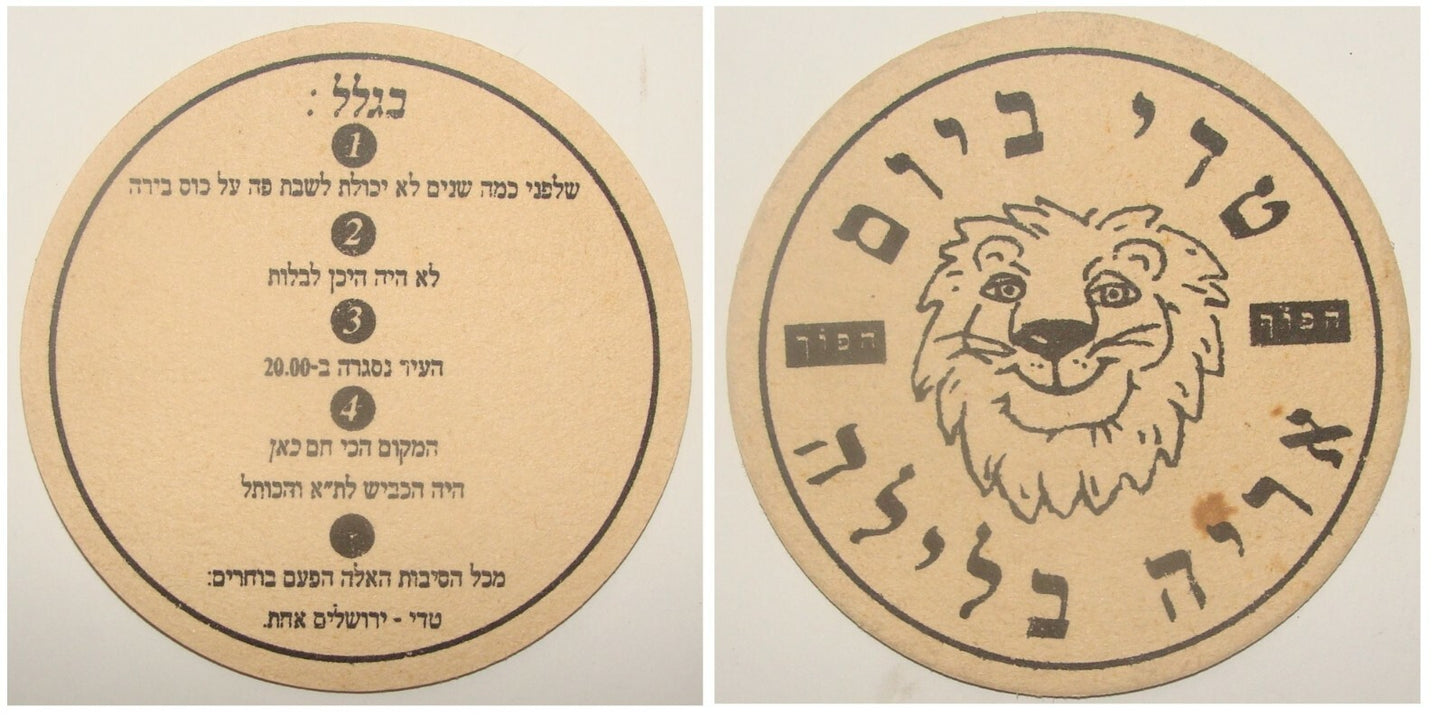 בגלל:
1
שלפני כמה שנים לא יכולת לשבת פה על כוס בירה
2
לא היה היכן לבלות
3
העיר נסגרה ב-20.00
4
המקום הכי חם כאן
היה הכביש לת״א והכותל
מכל הסיבות האלה הפעם בוחרים:
טדי - ירושלים אחת.
טדי ביום
הפוך
הפוך
אריה בלילה